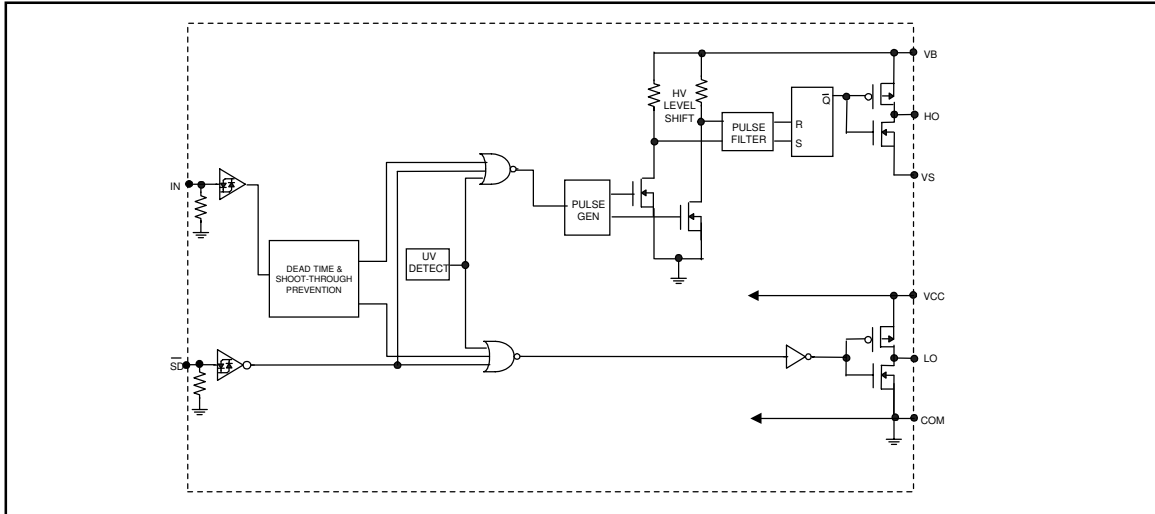 VB
HV
LEVEL
SHIFT
Q
HO
PULSE
FILTER
R
S
IN
VS
PULSE
GEN
DEAD TIME &
SHOOT-THROUGH
PREVENTION
UV
DETECT
VCC
SD
LO
COM